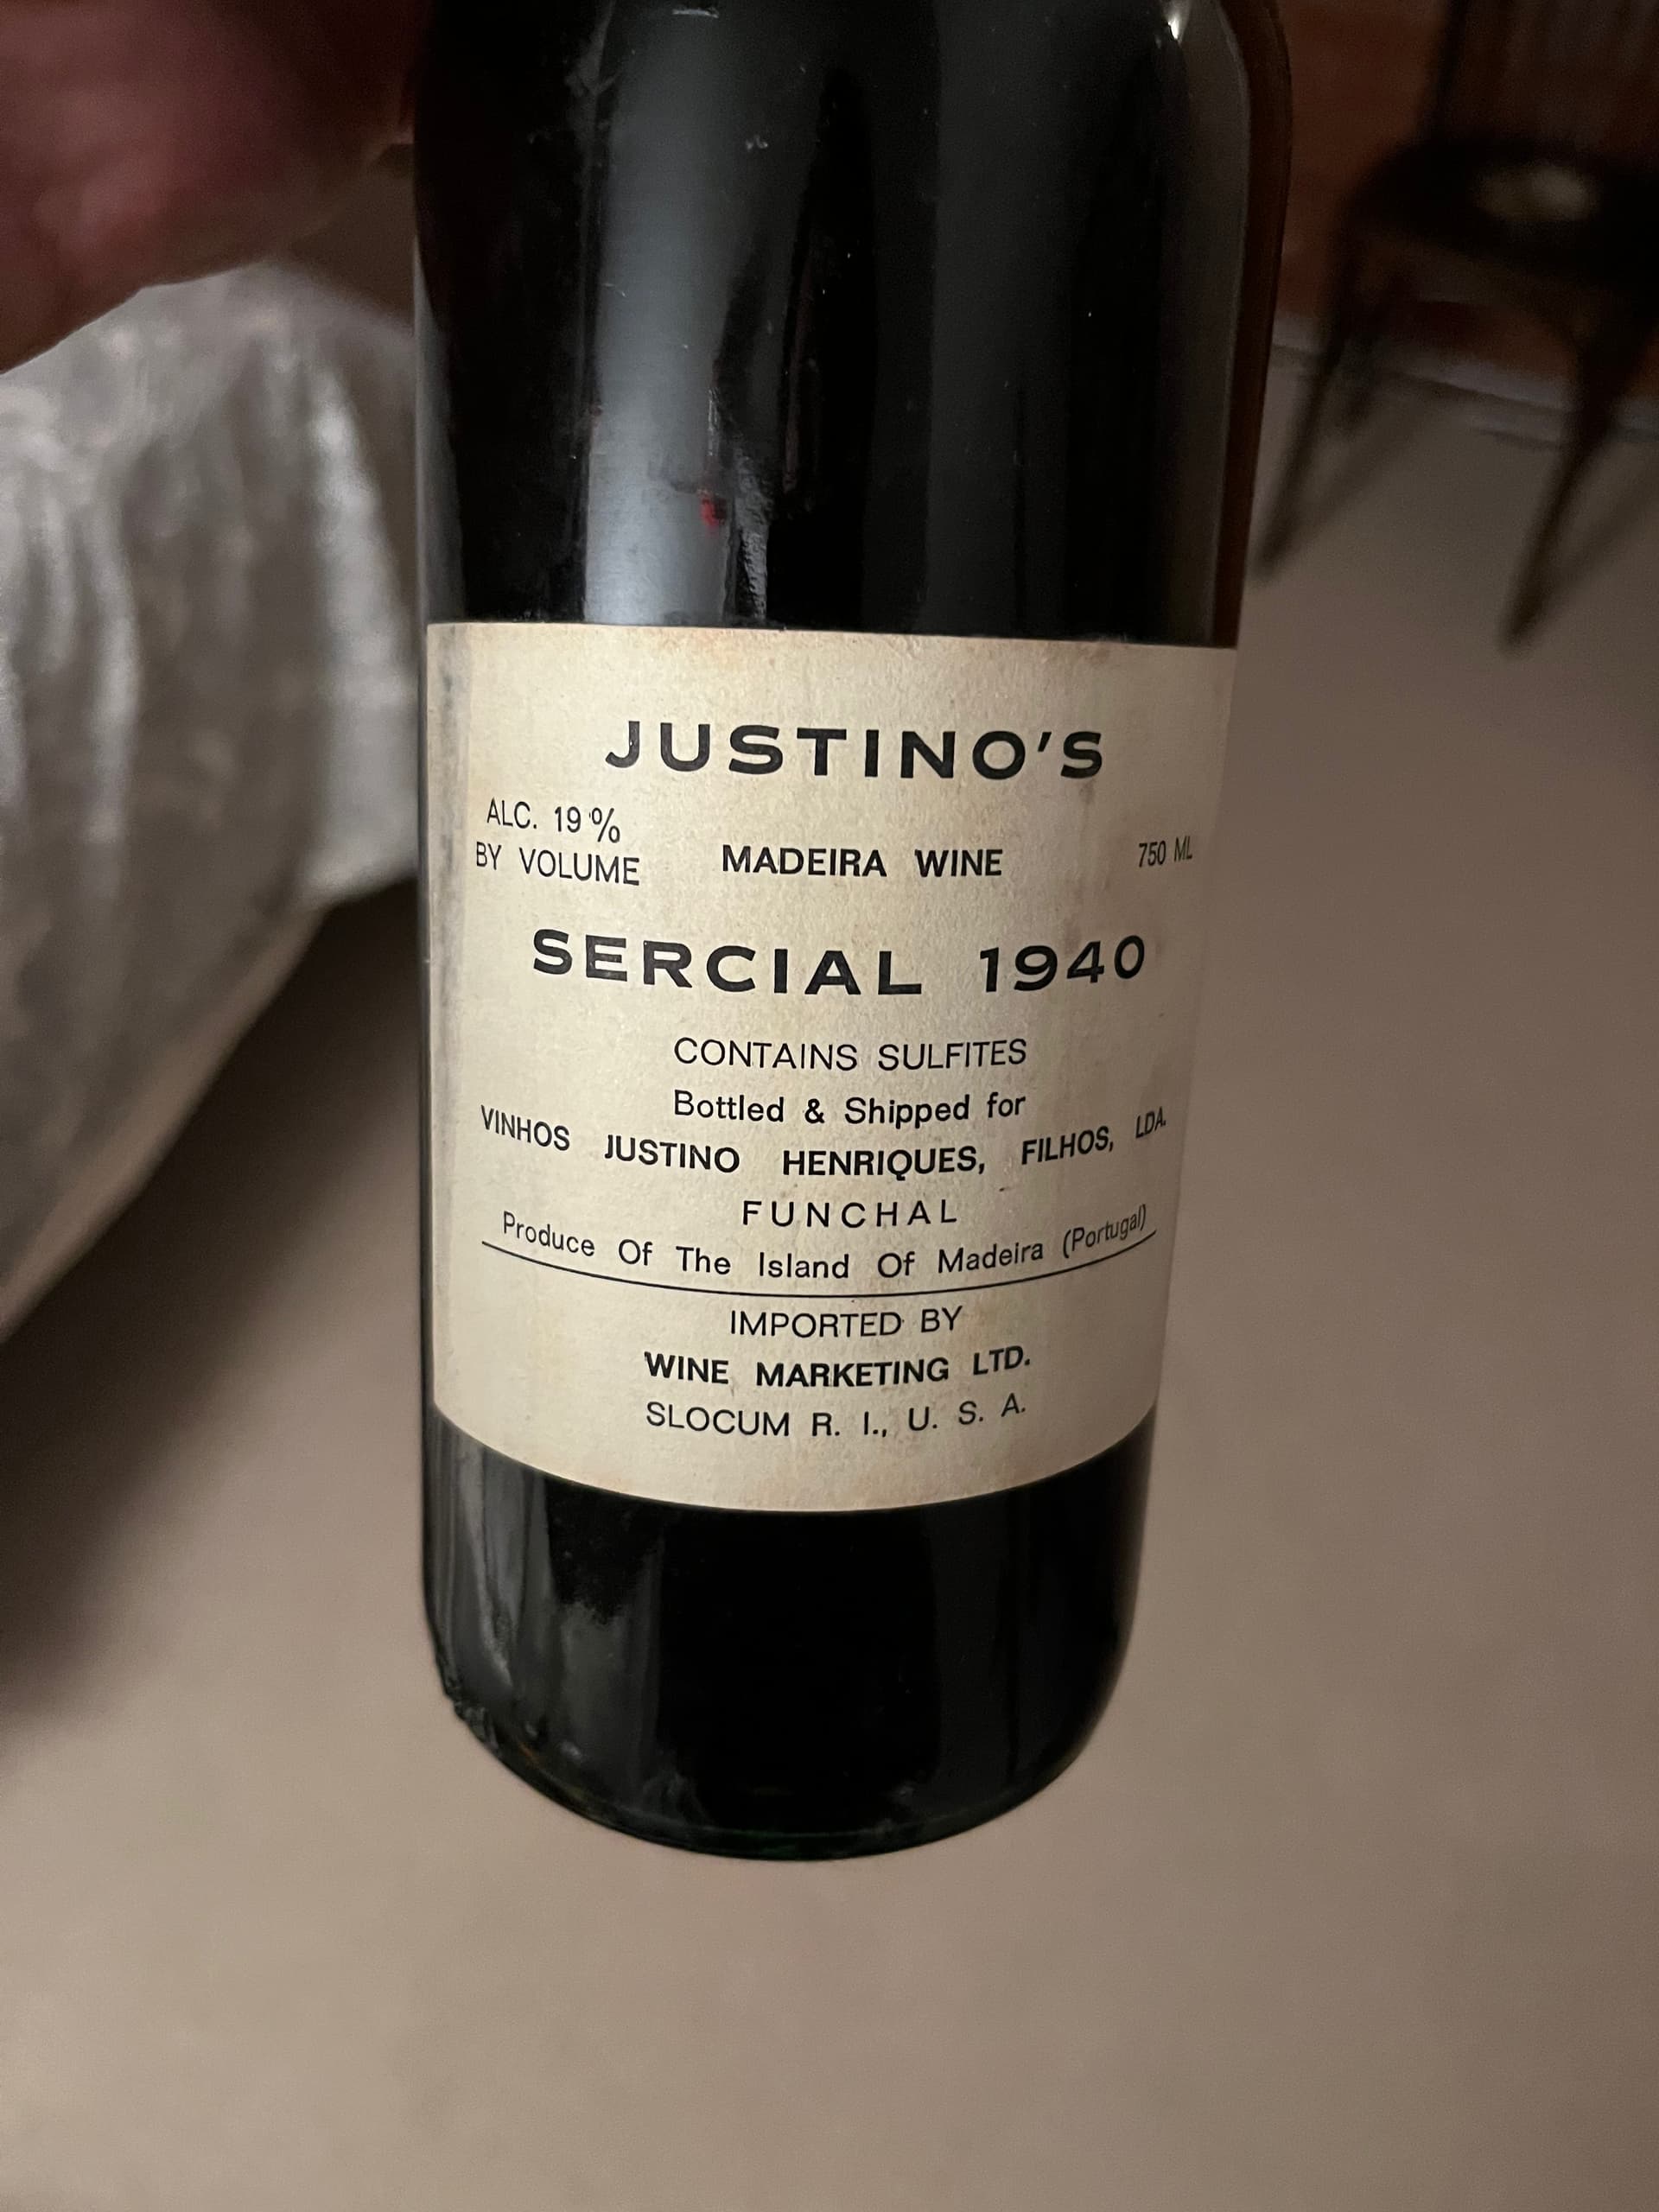 JUSTINO'S
ALC. 19%
BY VOLUME MADEIRA WINE 750 ML
SERCIAL 1940
CONTAINS SULFITES
Bottled & Shipped for
VINHOS JUSTINO HENRIQUES, FILHOS, LDA.
FUNCHAL
Produce Of The Island Of Madeira (Portugal)
IMPORTED BY
WINE MARKETING LTD.
SLOCUM R. I., U. S. A.